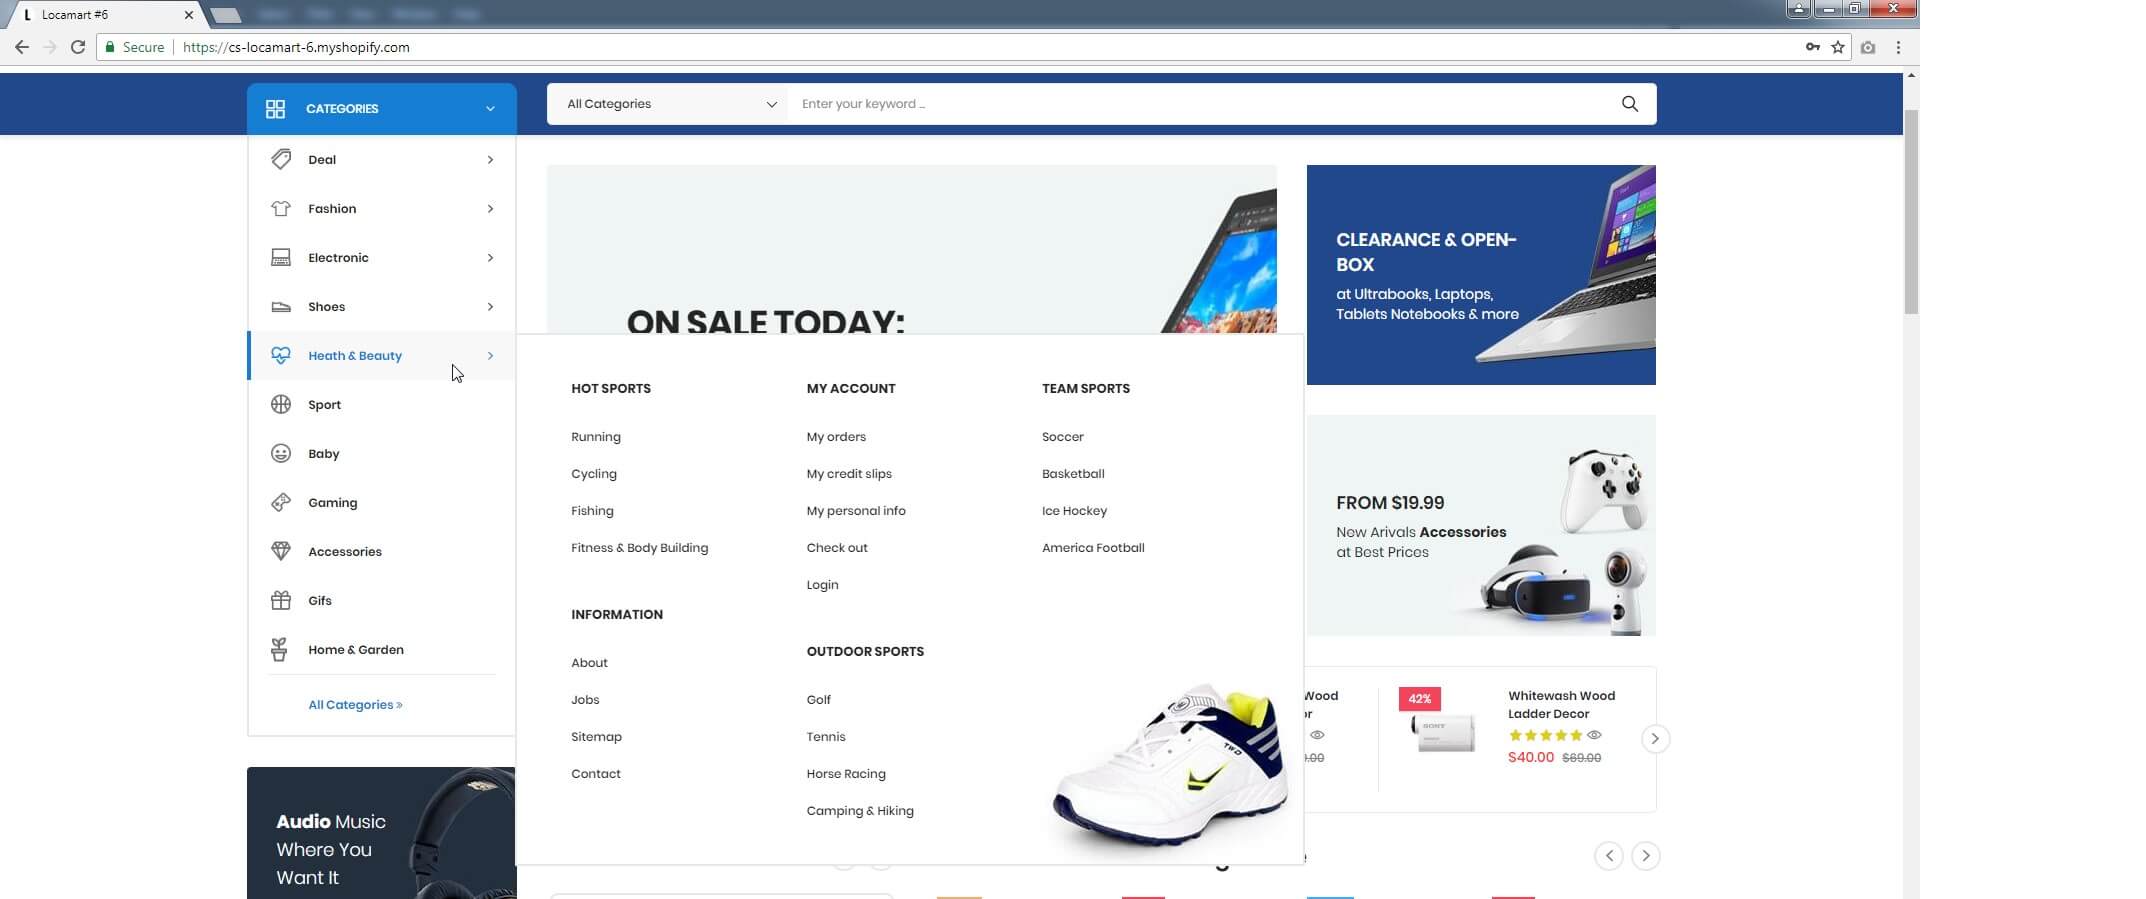 Locamart #6
Secure
https://cs-locamart-6.myshopify.com
CATEGORIES
All Categories
Enter your keyword ...
Deal
Fashion
Electronic
Shoes
Heath & Beauty
Sport
Baby
Gaming
Accessories
Gifs
Home & Garden
All Categories »
Audio Music
Where You
Want It
ON SALE TODAY:
HOT SPORTS
Running
Cycling
Fishing
Fitness & Body Building
INFORMATION
About
Jobs
Sitemap
Contact
MY ACCOUNT
My orders
My credit slips
My personal info
Check out
Login
OUTDOOR SPORTS
Golf
Tennis
Horse Racing
Camping & Hiking
TEAM SPORTS
Soccer
Basketball
Ice Hockey
America Football
TWD
CLEARANCE & OPEN-
BOX
at Ultrabooks, Laptops,
Tablets Notebooks & more
FROM $19.99
New Arivals Accessories
at Best Prices
Wood
42%
SONY
Whitewash Wood
Ladder Decor
$40.00 $69.00